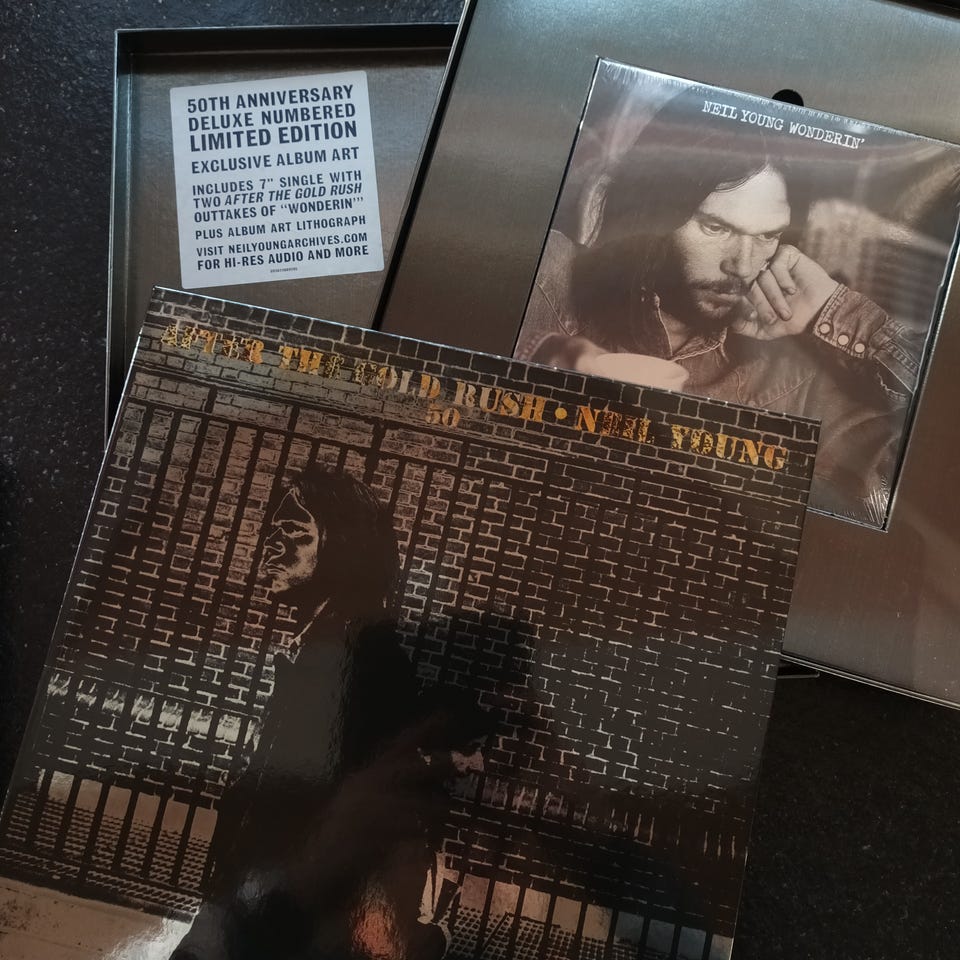 50TH ANNIVERSARY
DELUXE NUMBERED
LIMITED EDITION
EXCLUSIVE ALBUM ART
INCLUDES 7" SINGLE WITH
TWO AFTER THE GOLD RUSH
OUTTAKES OF "WONDERIN'"
PLUS ALBUM ART LITHOGRAPH
VISIT NEILYOUNGARCHIVES.COM
FOR HI-RES AUDIO AND MORE
NEIL YOUNG WONDERIN'
AFTER THE GOLD RUSH • NEIL YOUNG
50